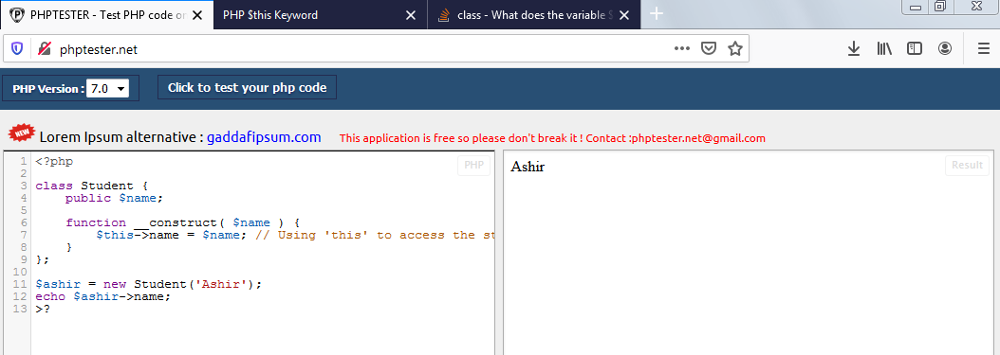 PHPTESTER - Test PHP code or
PHP $this Keyword
class - What does the variable $
phptester.net
PHP Version : 7.0
Click to test your php code
NEW
Lorem Ipsum alternative : gaddafipsum.com
This application is free so please don't break it ! Contact :phptester.net@gmail.com
PHP
1 <?php
2
3 class Student {
4     public $name;
5
6     function __construct( $name ) {
7         $this->name = $name; // Using 'this' to access the st
8     }
9 };
10
11 $ashir = new Student('Ashir');
12 echo $ashir->name;
13 >?
Result
Ashir